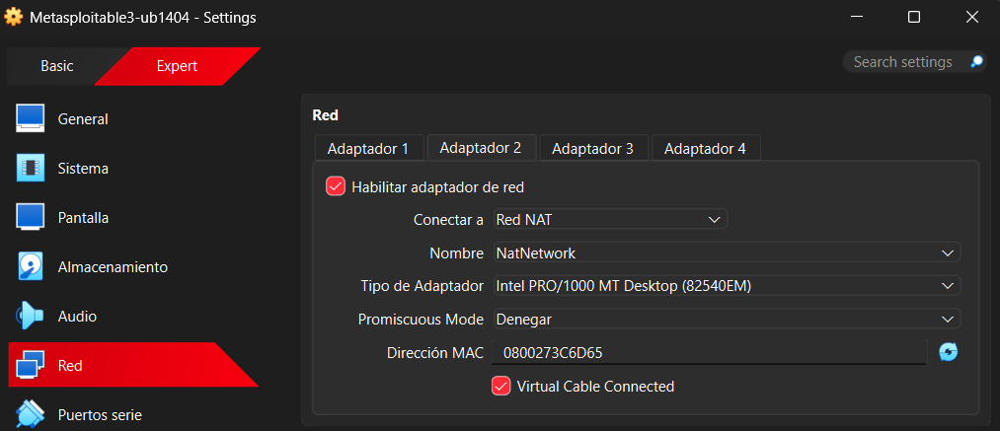 Metasploitable3-ub1404 - Settings
Basic
Expert
Search settings
General
Sistema
Pantalla
Almacenamiento
Audio
Red
Puertos serie
Red
Adaptador 1
Adaptador 2
Adaptador 3
Adaptador 4
Habilitar adaptador de red
Conectar a Red NAT
Nombre NatNetwork
Tipo de Adaptador Intel PRO/1000 MT Desktop (82540EM)
Promiscuous Mode Denegar
Dirección MAC 0800273C6D65
Virtual Cable Connected